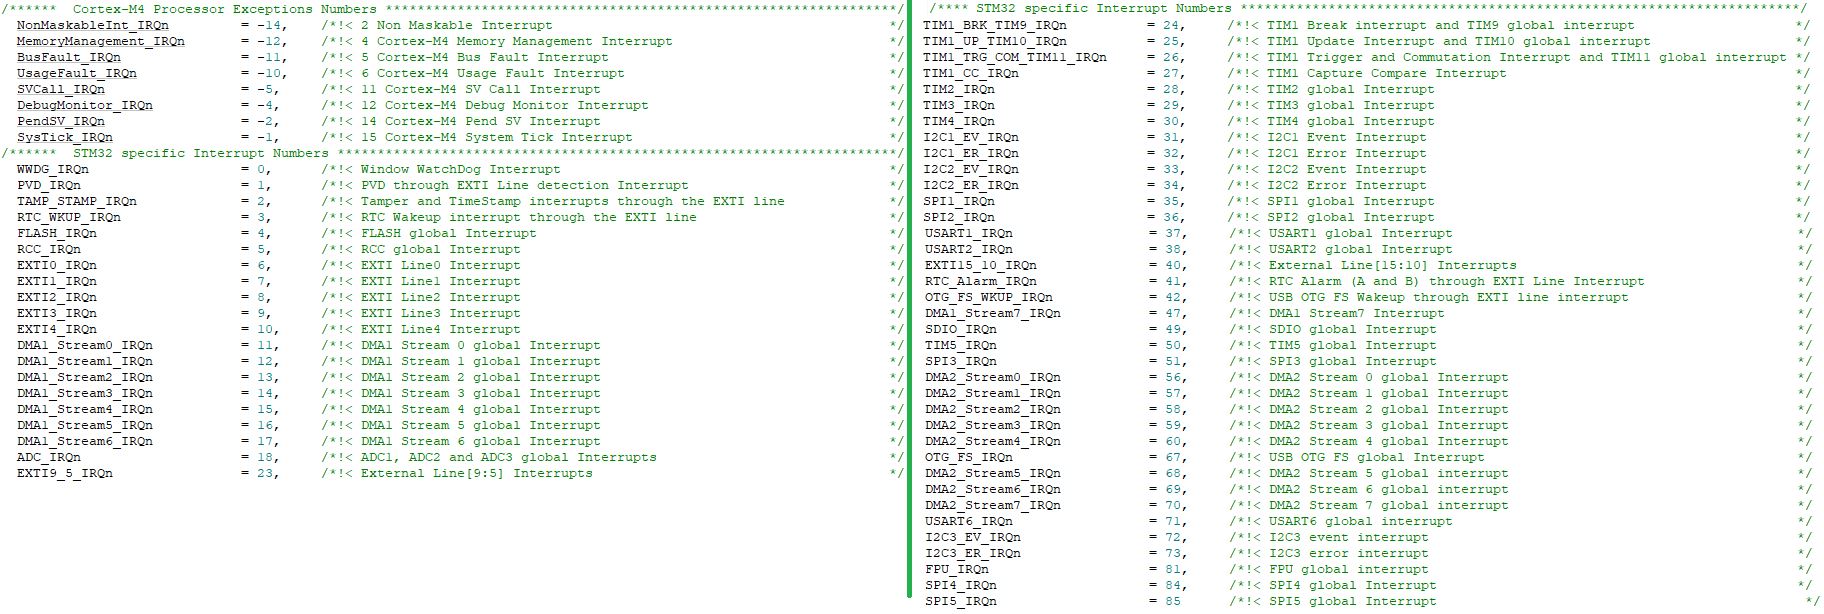 /****** Cortex-M4 Processor Exceptions Numbers ****************************************************************/
NonMaskableInt_IRQn = -14, /*!< 2 Non Maskable Interrupt */
MemoryManagement_IRQn = -12, /*!< 4 Cortex-M4 Memory Management Interrupt */
BusFault_IRQn = -11, /*!< 5 Cortex-M4 Bus Fault Interrupt */
UsageFault_IRQn = -10, /*!< 6 Cortex-M4 Usage Fault Interrupt */
SVCall_IRQn = -5, /*!< 11 Cortex-M4 SV Call Interrupt */
DebugMonitor_IRQn = -4, /*!< 12 Cortex-M4 Debug Monitor Interrupt */
PendSV_IRQn = -2, /*!< 14 Cortex-M4 Pend SV Interrupt */
SysTick_IRQn = -1, /*!< 15 Cortex-M4 System Tick Interrupt */
/****** STM32 specific Interrupt Numbers **********************************************************************/
WWDG_IRQn = 0, /*!< Window WatchDog Interrupt */
PVD_IRQn = 1, /*!< PVD through EXTI Line detection Interrupt */
TAMP_STAMP_IRQn = 2, /*!< Tamper and TimeStamp interrupts through the EXTI line */
RTC_WKUP_IRQn = 3, /*!< RTC Wakeup interrupt through the EXTI line */
FLASH_IRQn = 4, /*!< FLASH global Interrupt */
RCC_IRQn = 5, /*!< RCC global Interrupt */
EXTI0_IRQn = 6, /*!< EXTI Line0 Interrupt */
EXTI1_IRQn = 7, /*!< EXTI Line1 Interrupt */
EXTI2_IRQn = 8, /*!< EXTI Line2 Interrupt */
EXTI3_IRQn = 9, /*!< EXTI Line3 Interrupt */
EXTI4_IRQn = 10, /*!< EXTI Line4 Interrupt */
DMA1_Stream0_IRQn = 11, /*!< DMA1 Stream 0 global Interrupt */
DMA1_Stream1_IRQn = 12, /*!< DMA1 Stream 1 global Interrupt */
DMA1_Stream2_IRQn = 13, /*!< DMA1 Stream 2 global Interrupt */
DMA1_Stream3_IRQn = 14, /*!< DMA1 Stream 3 global Interrupt */
DMA1_Stream4_IRQn = 15, /*!< DMA1 Stream 4 global Interrupt */
DMA1_Stream5_IRQn = 16, /*!< DMA1 Stream 5 global Interrupt */
DMA1_Stream6_IRQn = 17, /*!< DMA1 Stream 6 global Interrupt */
ADC_IRQn = 18, /*!< ADC1, ADC2 and ADC3 global Interrupts */
EXTI9_5_IRQn = 23, /*!< External Line[9:5] Interrupts */
/**** STM32 specific Interrupt Numbers **********************************************************************/
TIM1_BRK_TIM9_IRQn = 24, /*!< TIM1 Break interrupt and TIM9 global interrupt */
TIM1_UP_TIM10_IRQn = 25, /*!< TIM1 Update Interrupt and TIM10 global interrupt */
TIM1_TRG_COM_TIM11_IRQn = 26, /*!< TIM1 Trigger and Commutation Interrupt and TIM11 global interrupt */
TIM1_CC_IRQn = 27, /*!< TIM1 Capture Compare Interrupt */
TIM2_IRQn = 28, /*!< TIM2 global Interrupt */
TIM3_IRQn = 29, /*!< TIM3 global Interrupt */
TIM4_IRQn = 30, /*!< TIM4 global Interrupt */
I2C1_EV_IRQn = 31, /*!< I2C1 Event Interrupt */
I2C1_ER_IRQn = 32, /*!< I2C1 Error Interrupt */
I2C2_EV_IRQn = 33, /*!< I2C2 Event Interrupt */
I2C2_ER_IRQn = 34, /*!< I2C2 Error Interrupt */
SPI1_IRQn = 35, /*!< SPI1 global Interrupt */
SPI2_IRQn = 36, /*!< SPI2 global Interrupt */
USART1_IRQn = 37, /*!< USART1 global Interrupt */
USART2_IRQn = 38, /*!< USART2 global Interrupt */
EXTI15_10_IRQn = 40, /*!< External Line[15:10] Interrupts */
RTC_Alarm_IRQn = 41, /*!< RTC Alarm (A and B) through EXTI Line Interrupt */
OTG_FS_WKUP_IRQn = 42, /*!< USB OTG FS Wakeup through EXTI line interrupt */
DMA1_Stream7_IRQn = 47, /*!< DMA1 Stream7 Interrupt */
SDIO_IRQn = 49, /*!< SDIO global Interrupt */
TIM5_IRQn = 50, /*!< TIM5 global Interrupt */
SPI3_IRQn = 51, /*!< SPI3 global Interrupt */
DMA2_Stream0_IRQn = 56, /*!< DMA2 Stream 0 global Interrupt */
DMA2_Stream1_IRQn = 57, /*!< DMA2 Stream 1 global Interrupt */
DMA2_Stream2_IRQn = 58, /*!< DMA2 Stream 2 global Interrupt */
DMA2_Stream3_IRQn = 59, /*!< DMA2 Stream 3 global Interrupt */
DMA2_Stream4_IRQn = 60, /*!< DMA2 Stream 4 global Interrupt */
OTG_FS_IRQn = 67, /*!< USB OTG FS global Interrupt */
DMA2_Stream5_IRQn = 68, /*!< DMA2 Stream 5 global interrupt */
DMA2_Stream6_IRQn = 69, /*!< DMA2 Stream 6 global interrupt */
DMA2_Stream7_IRQn = 70, /*!< DMA2 Stream 7 global interrupt */
USART6_IRQn = 71, /*!< USART6 global interrupt */
I2C3_EV_IRQn = 72, /*!< I2C3 event interrupt */
I2C3_ER_IRQn = 73, /*!< I2C3 error interrupt */
FPU_IRQn = 81, /*!< FPU global interrupt */
SPI4_IRQn = 84, /*!< SPI4 global Interrupt */
SPI5_IRQn = 85 /*!< SPI5 global Interrupt */